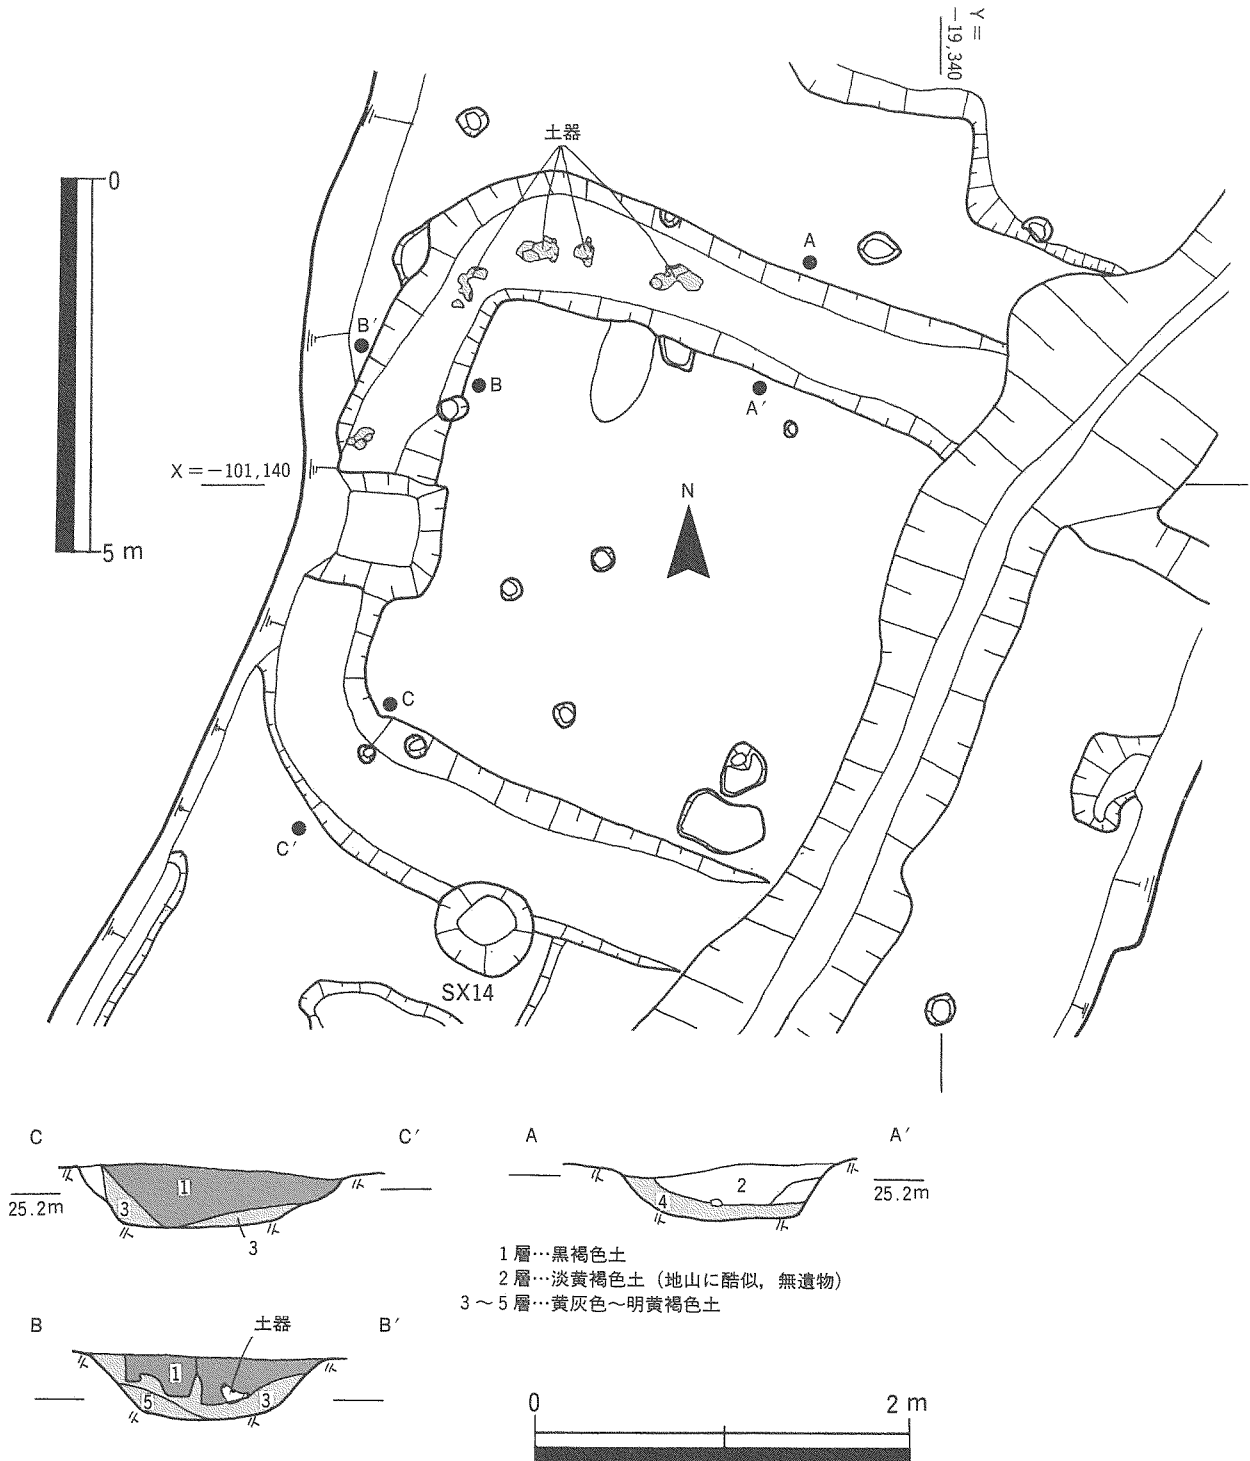 Y＝
－19,340
土器
0
A
B′
B
A′
X＝－101,140
N
5 m
C
C′
SX14
C
C′
A
A′
1
2
25.2m
3
4
25.2m
3
1層…黒褐色土
2層…淡黄褐色土（地山に酷似，無遺物）
3～5層…黄灰色～明黄褐色土
B
土器
B′
1
5
3
0
2 m